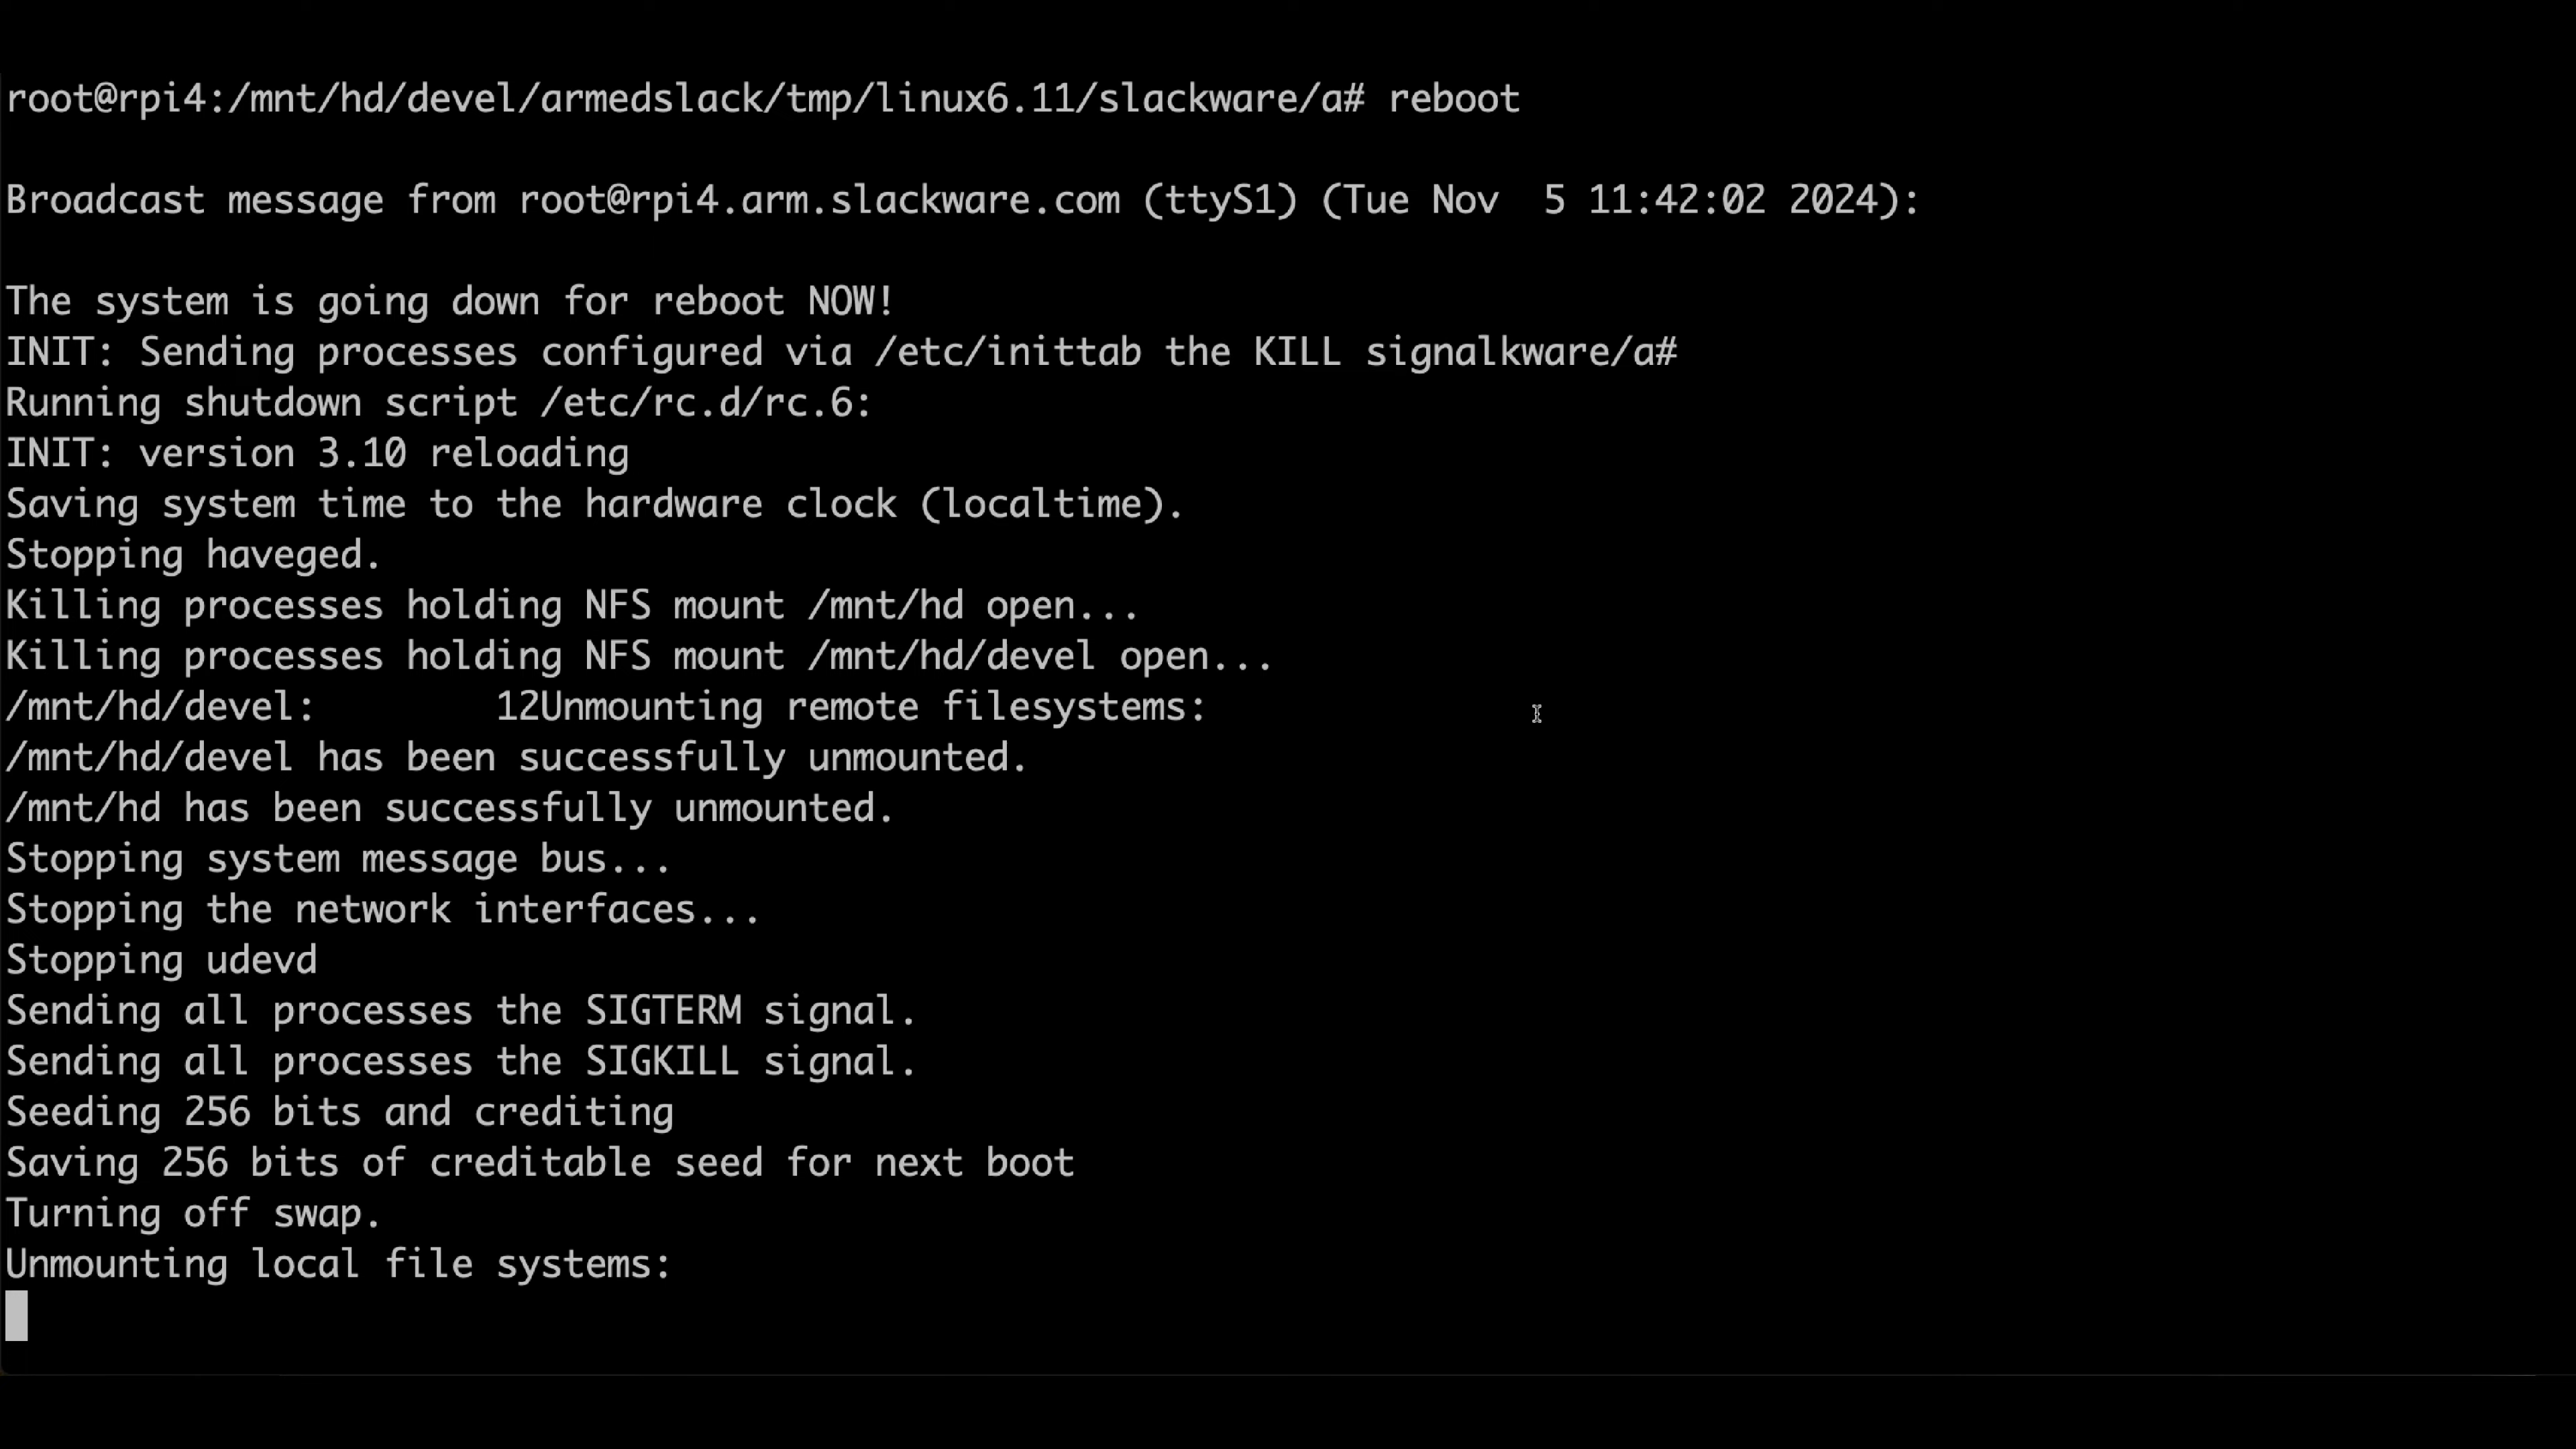 root@rpi4:/mnt/hd/devel/armedslack/tmp/linux6.11/slackware/a# reboot
Broadcast message from root@rpi4.arm.slackware.com (ttyS1) (Tue Nov  5 11:42:02 2024):
The system is going down for reboot NOW!
INIT: Sending processes configured via /etc/inittab the KILL signalkware/a#
Running shutdown script /etc/rc.d/rc.6:
INIT: version 3.10 reloading
Saving system time to the hardware clock (localtime).
Stopping haveged.
Killing processes holding NFS mount /mnt/hd open...
Killing processes holding NFS mount /mnt/hd/devel open...
/mnt/hd/devel:        12Unmounting remote filesystems:
/mnt/hd/devel has been successfully unmounted.
/mnt/hd has been successfully unmounted.
Stopping system message bus...
Stopping the network interfaces...
Stopping udevd
Sending all processes the SIGTERM signal.
Sending all processes the SIGKILL signal.
Seeding 256 bits and crediting
Saving 256 bits of creditable seed for next boot
Turning off swap.
Unmounting local file systems: